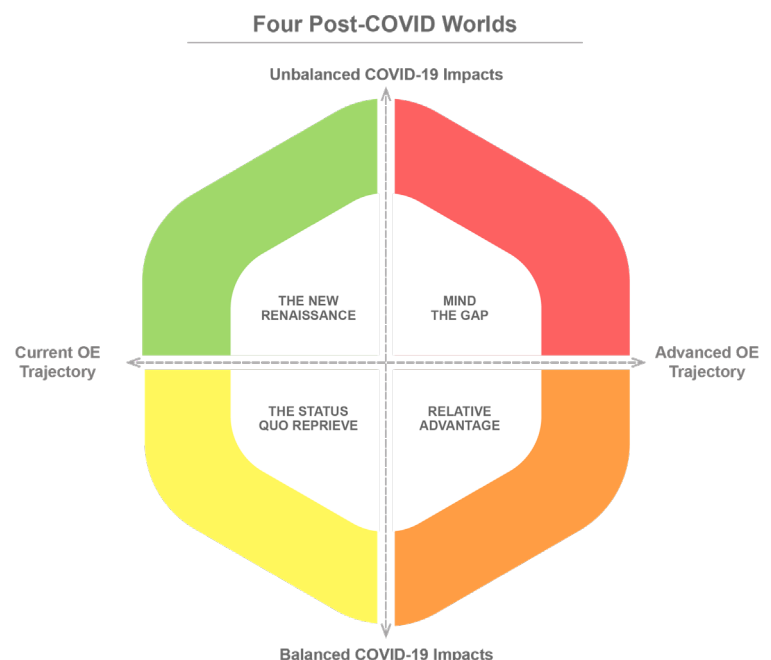 Four Post-COVID Worlds
Unbalanced COVID-19 Impacts
THE NEW
RENAISSANCE
MIND
THE GAP
Current OE
Trajectory
Advanced OE
Trajectory
THE STATUS
QUO REPRIEVE
RELATIVE
ADVANTAGE
Balanced COVID-19 Impacts